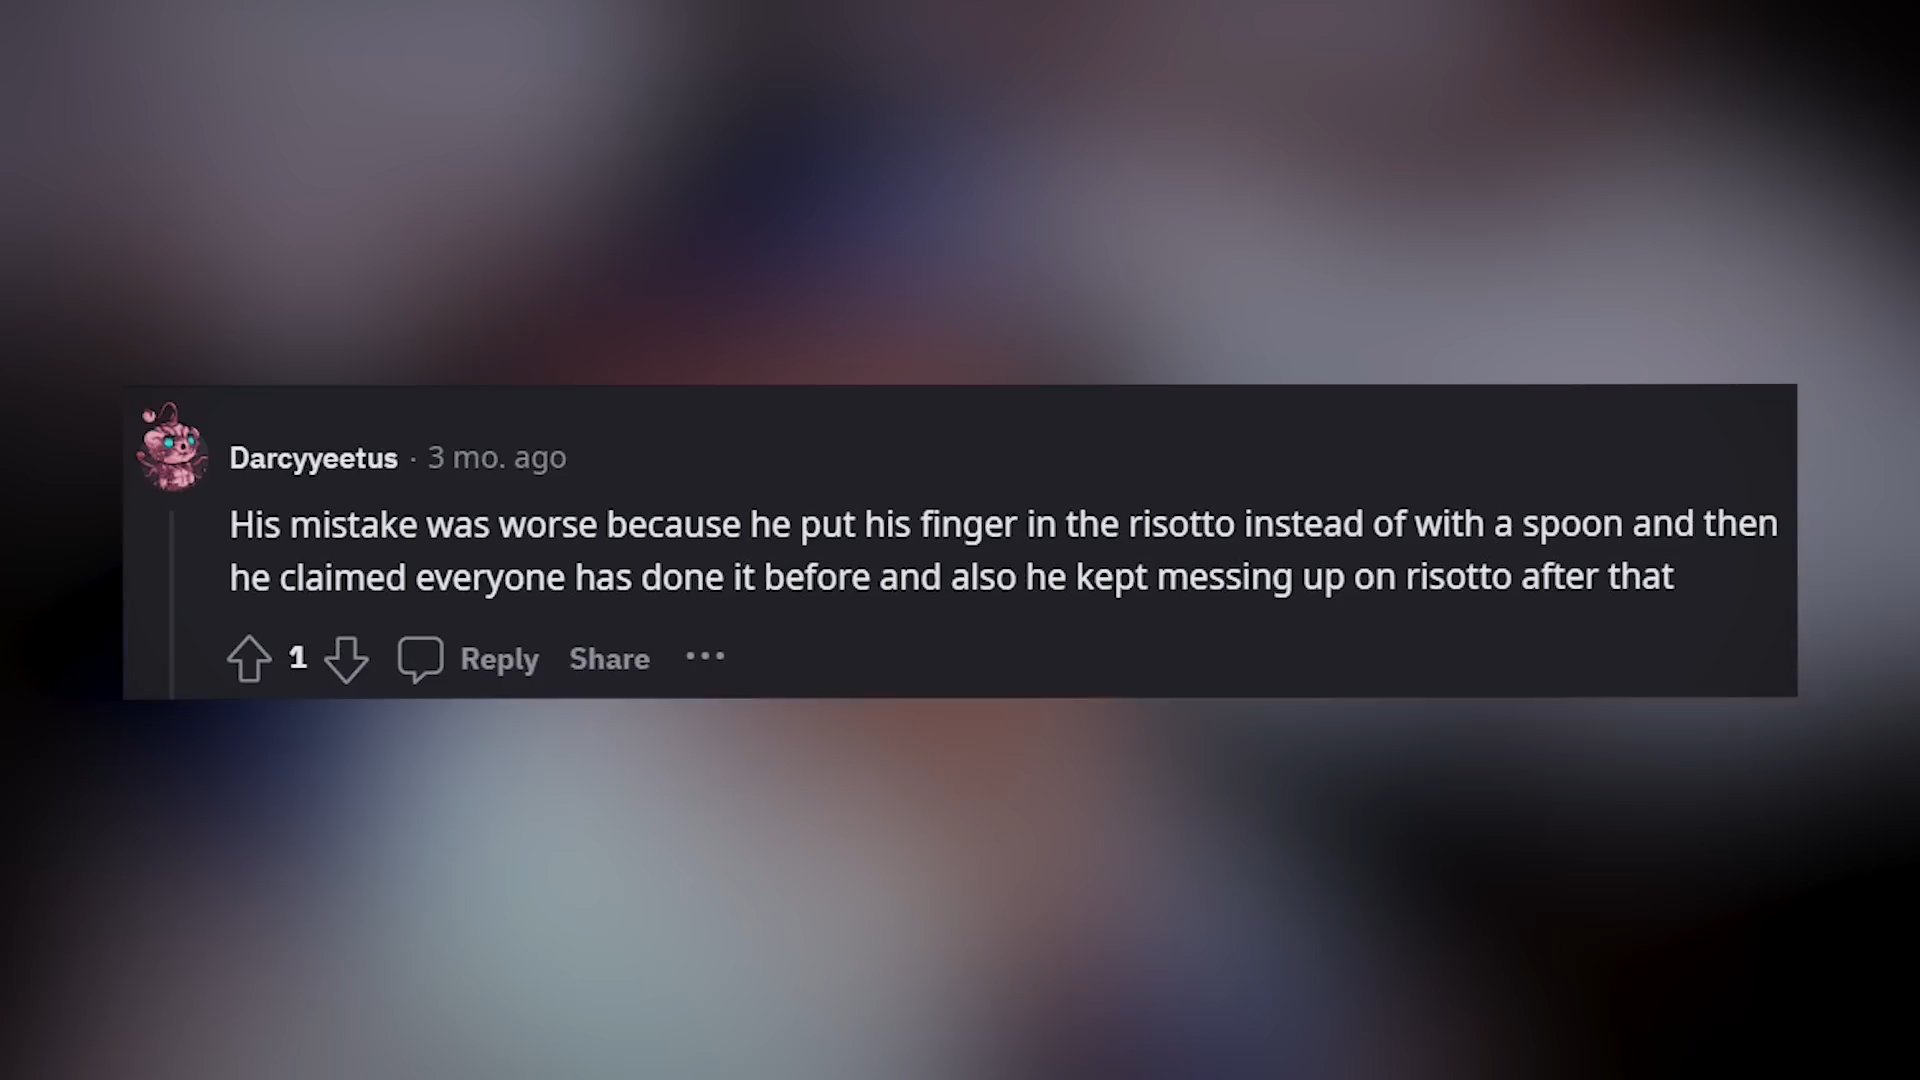 Darcyyeetus · 3 mo. ago
His mistake was worse because he put his finger in the risotto instead of with a spoon and then
he claimed everyone has done it before and also he kept messing up on risotto after that
1 Reply Share ···